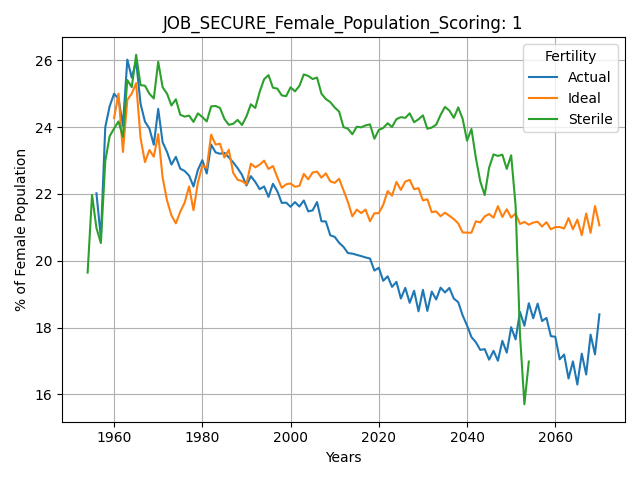 JOB_SECURE_Female_Population_Scoring: 1
Fertility
Actual
Ideal
Sterile
% of Female Population
26
24
22
20
18
16
1960
1980
2000
2020
2040
2060
Years